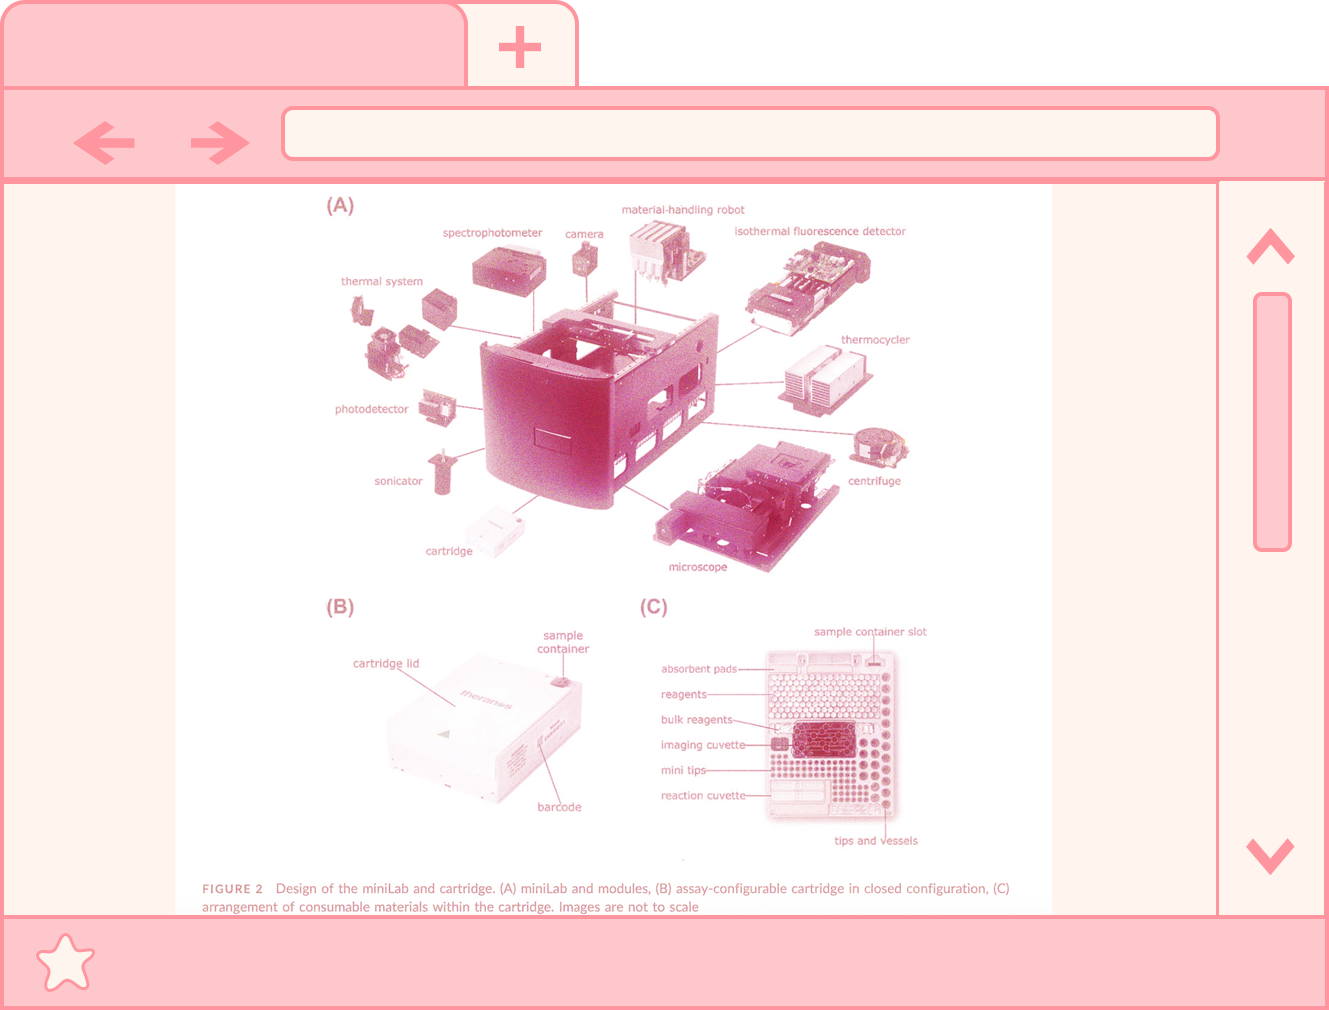 (A)
material-handling robot
spectrophotometer
camera
isothermal fluorescence detector
thermal system
thermocycler
photodetector
sonicator
centrifuge
cartridge
microscope
(B)
(C)
sample
container
sample container slot
cartridge lid
absorbent pads
theranos
reagents
bulk reagents
imaging cuvette
mini tips
reaction cuvette
barcode
tips and vessels
FIGURE 2 Design of the miniLab and cartridge. (A) miniLab and modules, (B) assay-configurable cartridge in closed configuration, (C)
arrangement of consumable materials within the cartridge. Images are not to scale